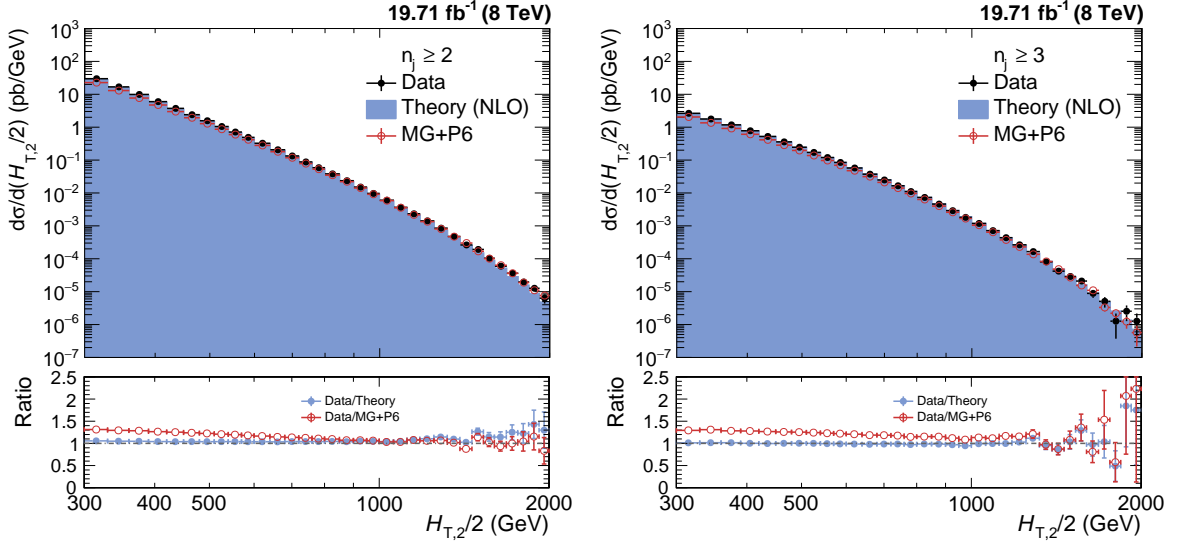 19.71 fb⁻¹ (8 TeV)
dσ/d(H_T,2/2) (pb/GeV)
10³
10²
10
1
10⁻¹
10⁻²
10⁻³
10⁻⁴
10⁻⁵
10⁻⁶
10⁻⁷
n_j ≥ 2
Data
Theory (NLO)
MG+P6
Ratio
2.5
2
1.5
1
0.5
0
Data/Theory
Data/MG+P6
300 400 500 1000 2000
H_T,2/2 (GeV)
19.71 fb⁻¹ (8 TeV)
dσ/d(H_T,2/2) (pb/GeV)
10³
10²
10
1
10⁻¹
10⁻²
10⁻³
10⁻⁴
10⁻⁵
10⁻⁶
10⁻⁷
n_j ≥ 3
Data
Theory (NLO)
MG+P6
Ratio
2.5
2
1.5
1
0.5
0
Data/Theory
Data/MG+P6
300 400 500 1000 2000
H_T,2/2 (GeV)